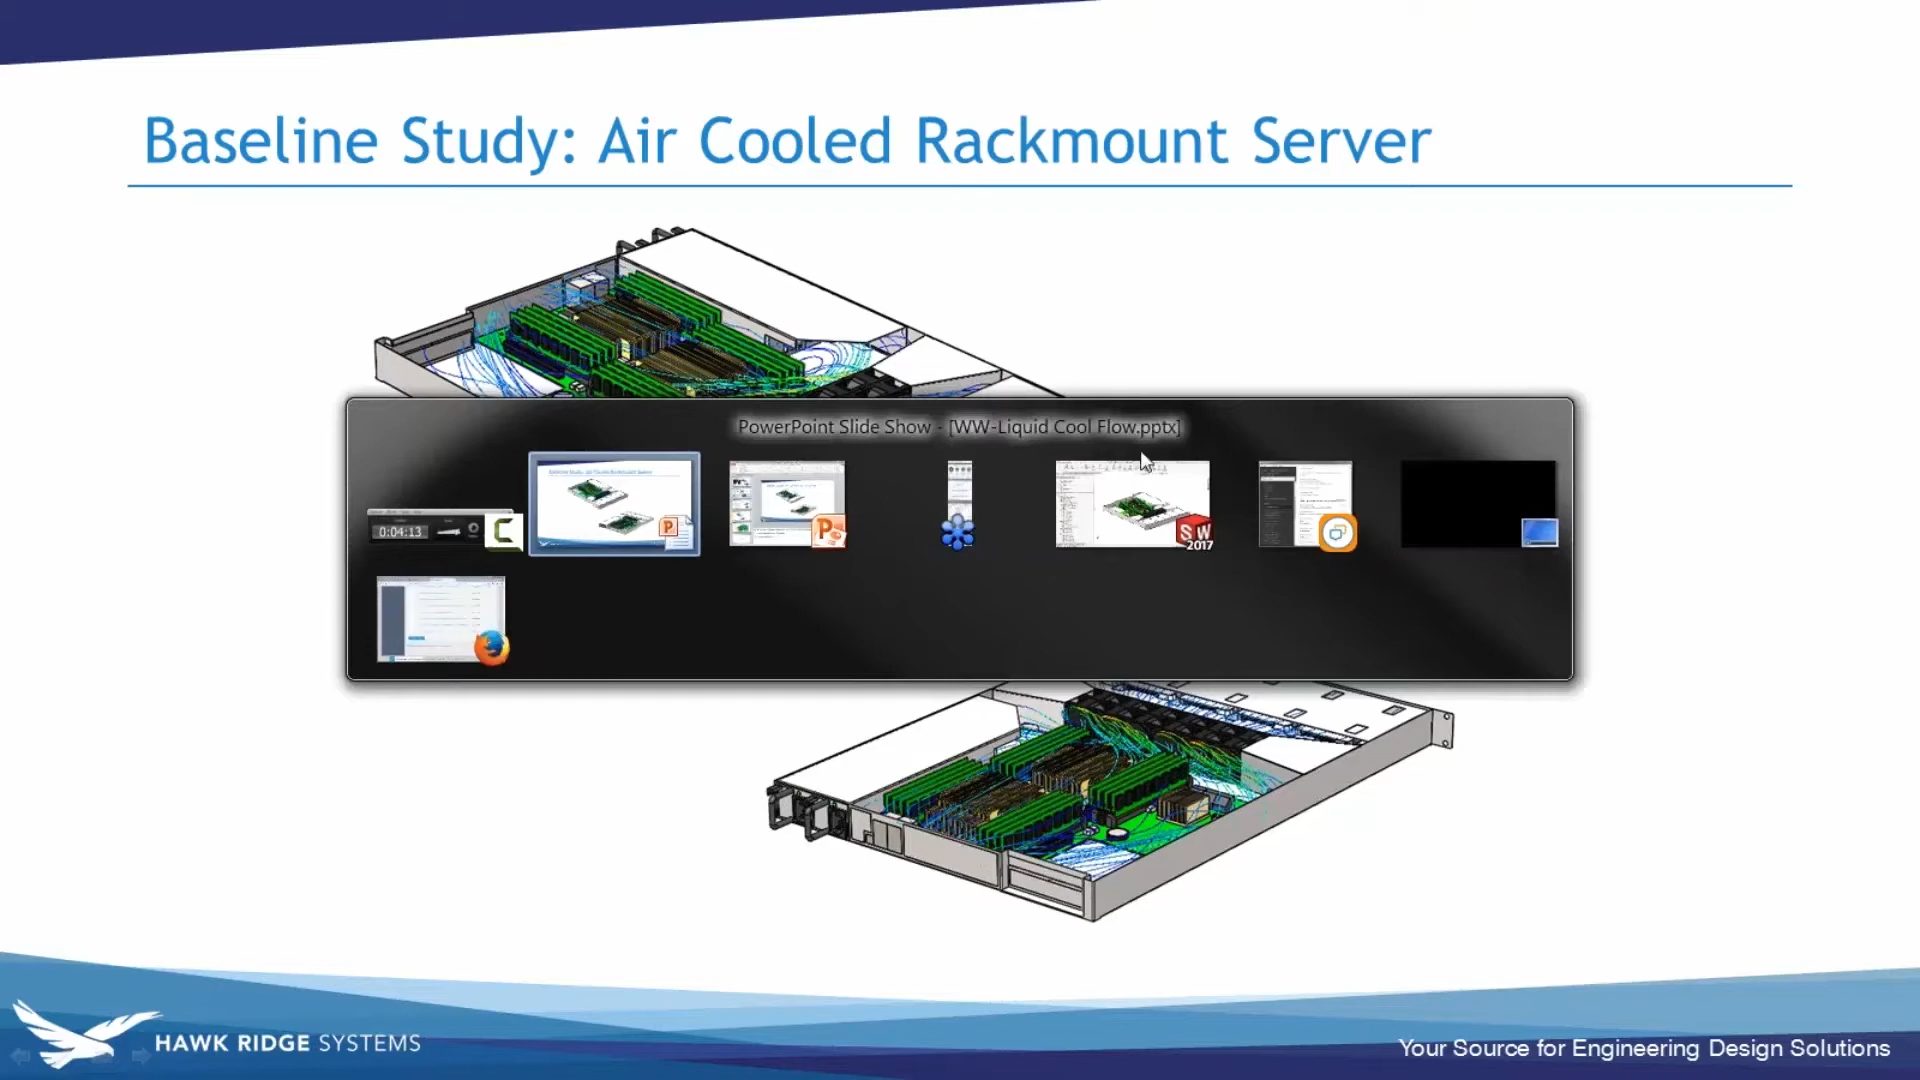 Baseline Study: Air Cooled Rackmount Server
PowerPoint Slide Show - [WW-Liquid Cool Flow.pptx]
0:04:13
SW
2017
HAWK RIDGE SYSTEMS
Your Source for Engineering Design Solutions